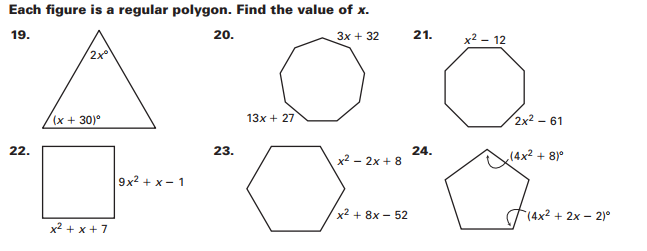 Each figure is a regular polygon. Find the value of x.
19. 20. 21.
3x + 32
x² – 12
2x°
(x + 30)°
13x + 27
2x² – 61
22. 23. 24.
x² – 2x + 8
(4x² + 8)°
9x² + x – 1
x² + 8x – 52
(4x² + 2x – 2)°
x² + x + 7